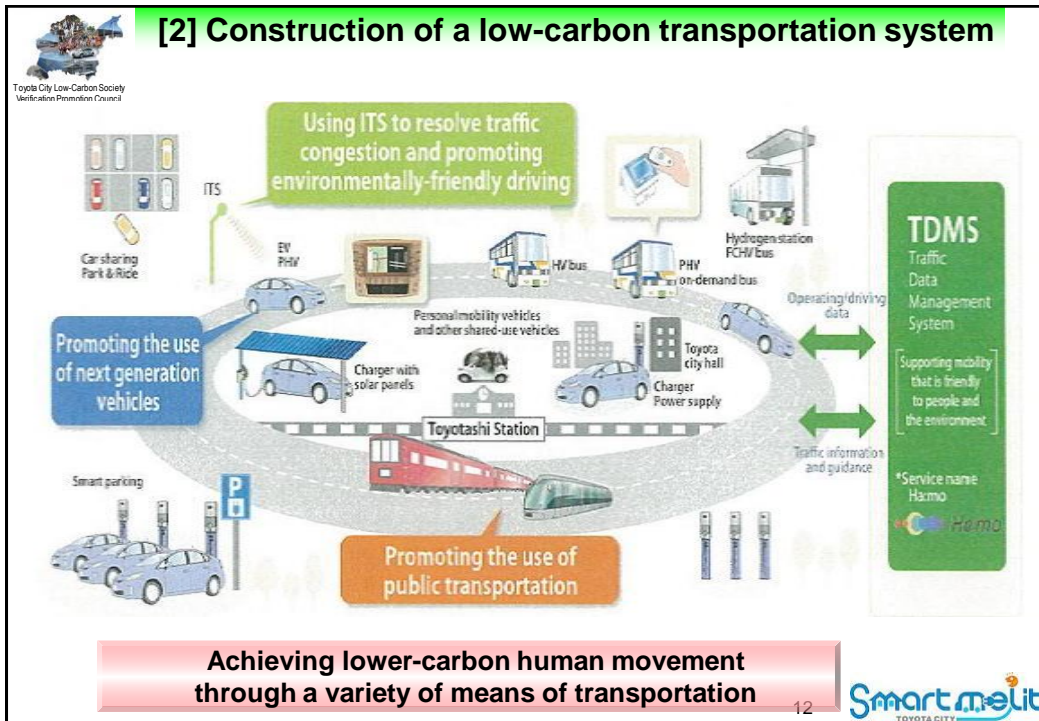 [2] Construction of a low-carbon transportation system
Toyota City Low-Carbon Society
Verification Promotion Council
Using ITS to resolve traffic
congestion and promoting
environmentally-friendly driving
ITS
Car sharing
Park & Ride
EV
PHV
HV bus
PHV
on-demand bus
Hydrogen station
FCHV bus
Promoting the use
of next generation
vehicles
Personal mobility vehicles
and other shared-use vehicles
Charger with
solar panels
Toyota
city hall
Charger
Power supply
Toyotashi Station
Operating/driving
data
Traffic information
and guidance
TDMS
Traffic
Data
Management
System
Supporting mobility
that is friendly
to people and
the environment
*Service name
Ha:mo
Ha:mo
Smart parking
P
Promoting the use of
public transportation
Achieving lower-carbon human movement
through a variety of means of transportation
12
Smart melit
TOYOTA CITY